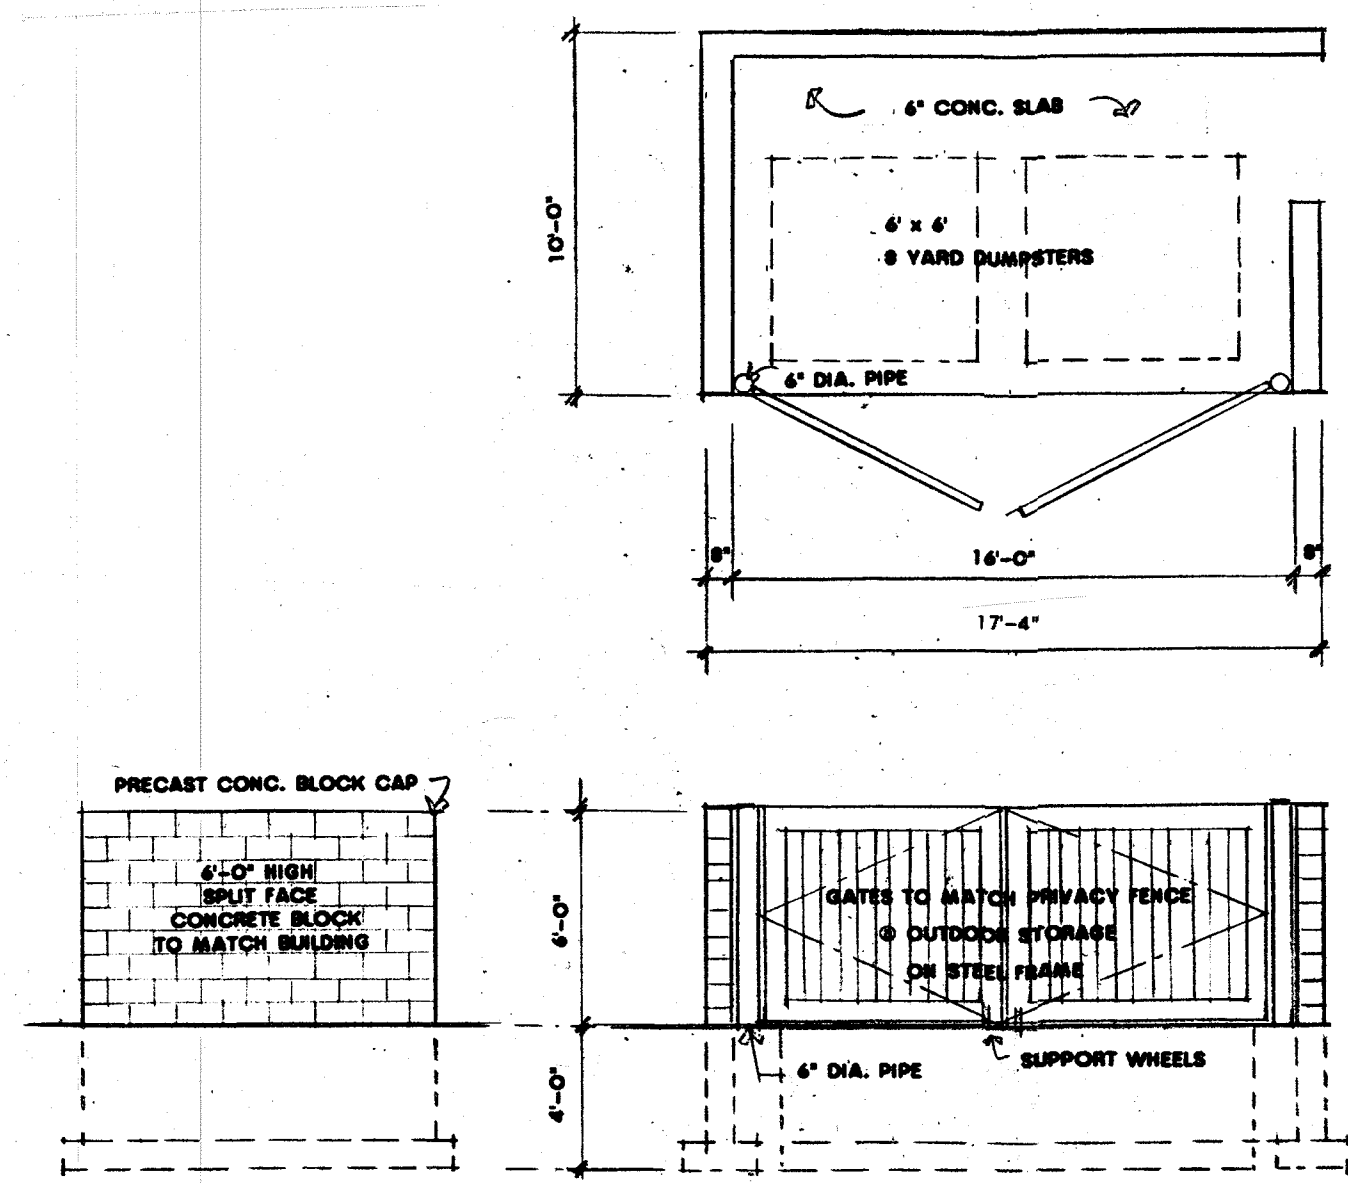 6" CONC. SLAB
10'-0"
6' x 6'
8 YARD DUMPSTERS
6" DIA. PIPE
8"
16'-0"
8"
17'-4"
PRECAST CONC. BLOCK CAP
6'-0" HIGH
SPLIT FACE
CONCRETE BLOCK
TO MATCH BUILDING
6'-0"
GATES TO MATCH PRIVACY FENCE
@ OUTDOOR STORAGE
ON STEEL FRAME
4'-0"
6" DIA. PIPE
SUPPORT WHEELS